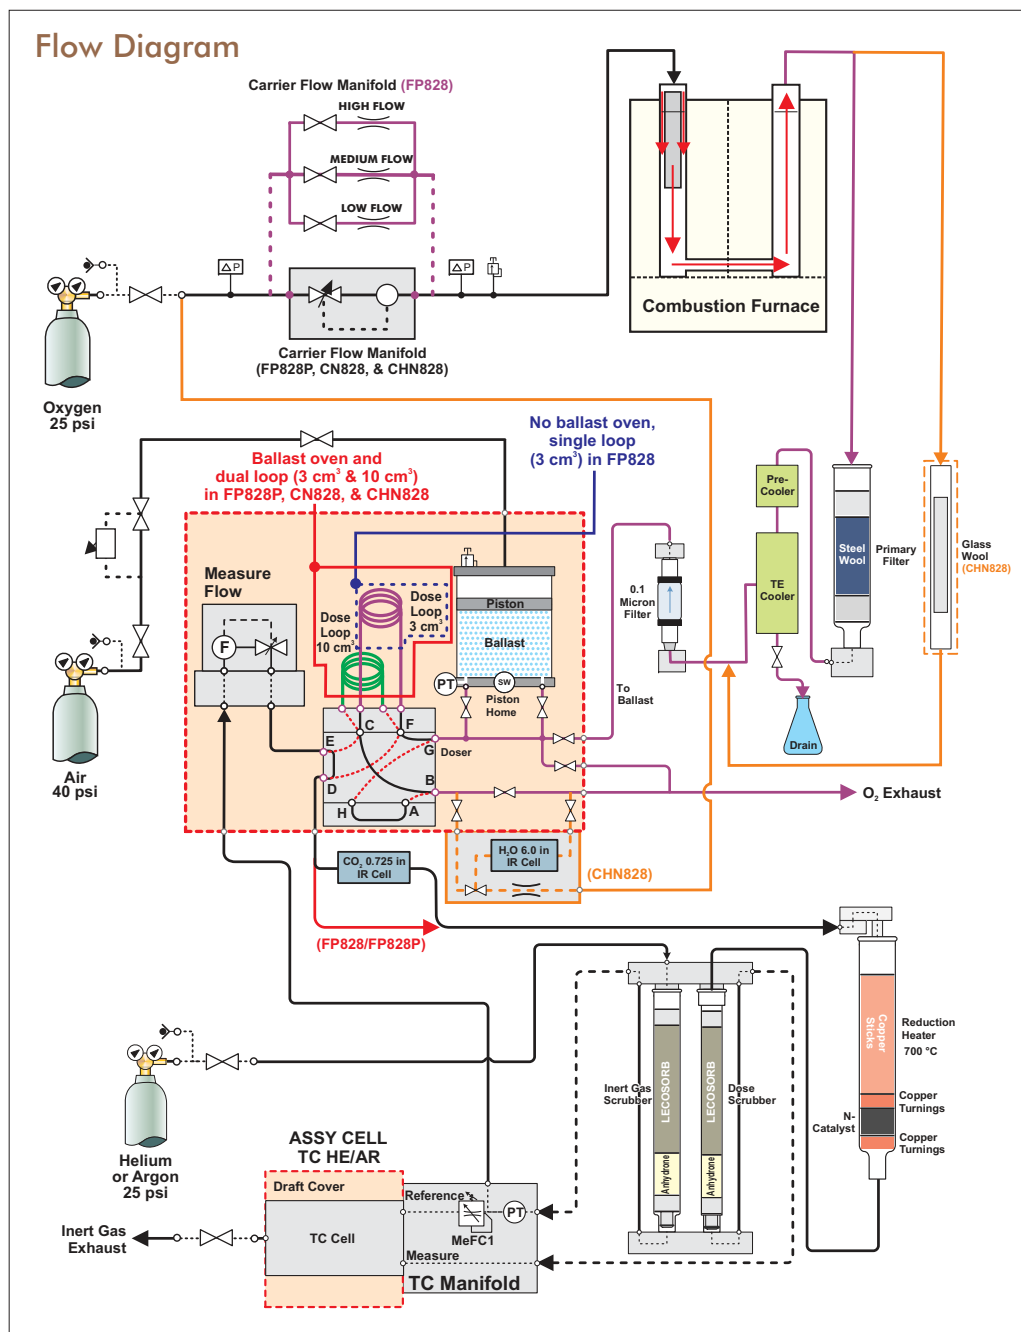 Flow Diagram
Carrier Flow Manifold (FP828)
HIGH FLOW
MEDIUM FLOW
LOW FLOW
△P
△P
Carrier Flow Manifold
(FP828P, CN828, & CHN828)
Combustion Furnace
Oxygen
25 psi
No ballast oven,
single loop
(3 cm³) in FP828
Ballast oven and
dual loop (3 cm³ & 10 cm³)
in FP828P, CN828, & CHN828
Pre-
Cooler
TE
Cooler
Steel
Wool
Primary
Filter
Glass
Wool
(CHN828)
Measure
Flow
F
Dose
Loop
10 cm³
Dose
Loop
3 cm³
Piston
Ballast
PT
SW
Piston
Home
0.1
Micron
Filter
To
Ballast
Drain
Air
40 psi
C
F
E
G
Doser
D
B
H
A
O₂ Exhaust
CO₂ 0.725 in
IR Cell
H₂O 6.0 in
IR Cell
(CHN828)
(FP828/FP828P)
Helium
or Argon
25 psi
Inert Gas
Scrubber
LECOSORB
Anhydrone
LECOSORB
Anhydrone
Dose
Scrubber
Copper
Sticks
Reduction
Heater
700 °C
Copper
Turnings
N-
Catalyst
Copper
Turnings
ASSY CELL
TC HE/AR
Draft Cover
TC Cell
Reference
MeFC1
PT
Measure
TC Manifold
Inert Gas
Exhaust